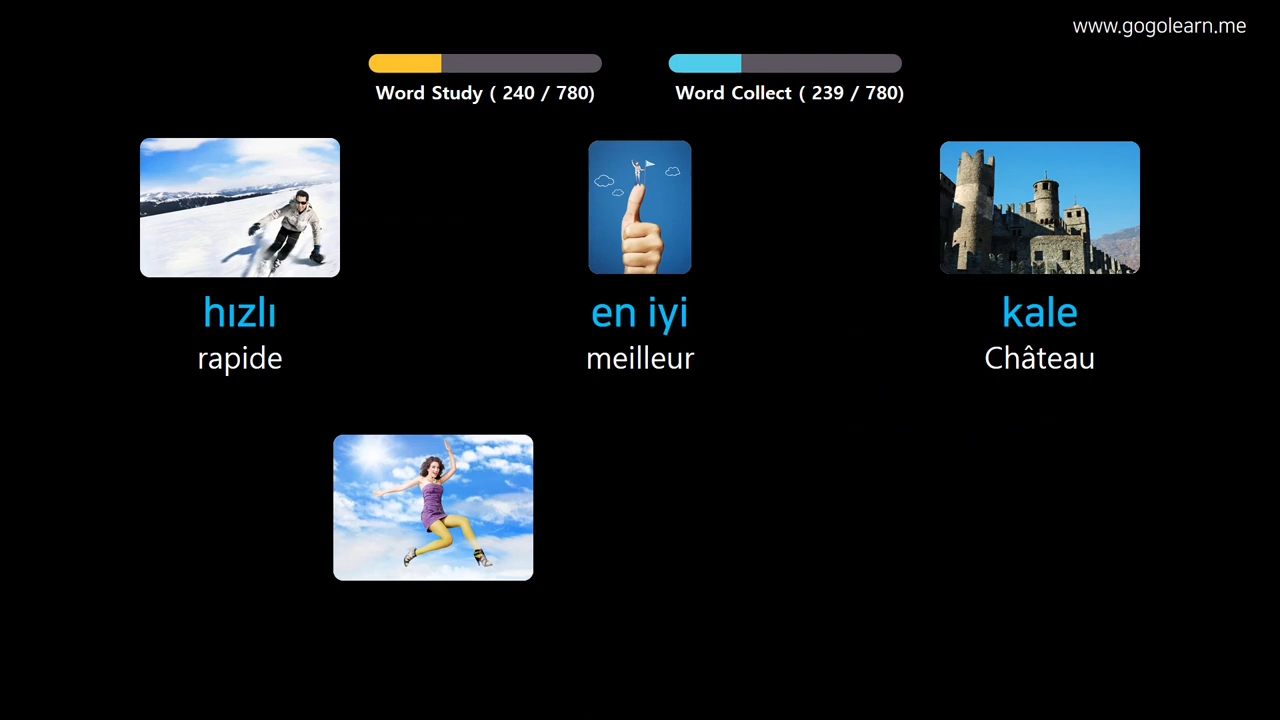 www.gogolearn.me
Word Study ( 240 / 780)
Word Collect ( 239 / 780)
hızlı
en iyi
kale
rapide
meilleur
Château